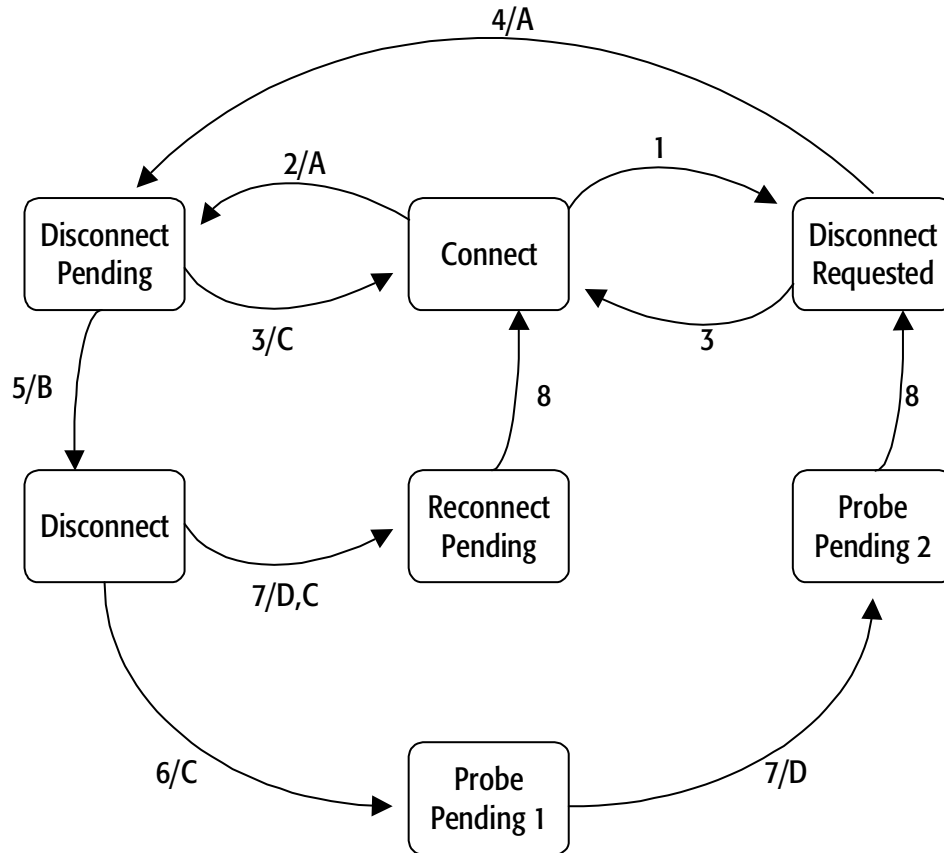 4/A
2/A
1
Disconnect
Pending
Connect
Disconnect
Requested
3/C
3
5/B
8
8
Disconnect
Reconnect
Pending
Probe
Pending 2
7/D,C
6/C
Probe
Pending 1
7/D